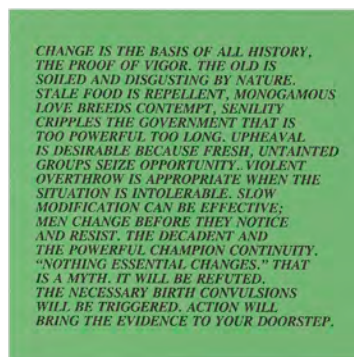 CHANGE IS THE BASIS OF ALL HISTORY,
THE PROOF OF VIGOR. THE OLD IS
SOILED AND DISGUSTING BY NATURE.
STALE FOOD IS REPELLENT, MONOGAMOUS
LOVE BREEDS CONTEMPT, SENILITY
CRIPPLES THE GOVERNMENT THAT IS
TOO POWERFUL TOO LONG. UPHEAVAL
IS DESIRABLE BECAUSE FRESH, UNTAINTED
GROUPS SEIZE OPPORTUNITY. VIOLENT
OVERTHROW IS APPROPRIATE WHEN THE
SITUATION IS INTOLERABLE. SLOW
MODIFICATION CAN BE EFFECTIVE;
MEN CHANGE BEFORE THEY NOTICE
AND RESIST. THE DECADENT AND
THE POWERFUL CHAMPION CONTINUITY.
“NOTHING ESSENTIAL CHANGES.” THAT
IS A MYTH. IT WILL BE REFUTED.
THE NECESSARY BIRTH CONVULSIONS
WILL BE TRIGGERED. ACTION WILL
BRING THE EVIDENCE TO YOUR DOORSTEP.